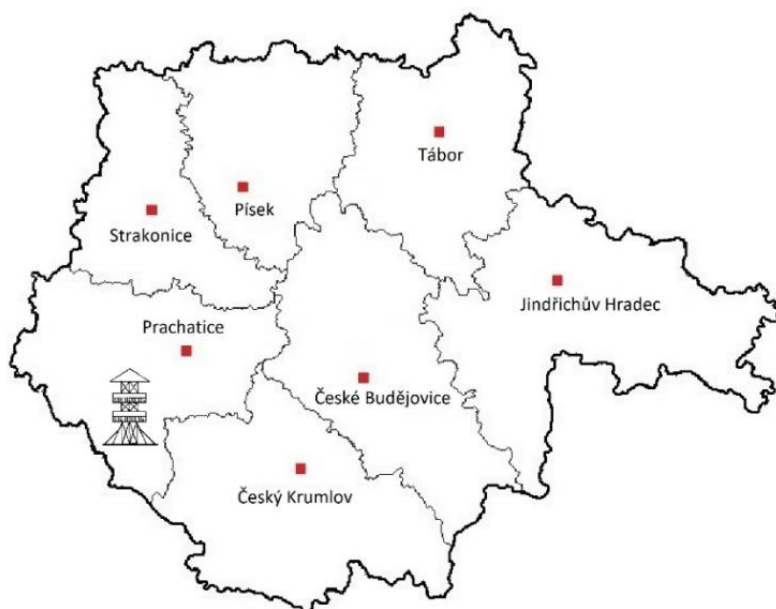 Tábor
Písek
Strakonice
Jindřichův Hradec
Prachatice
České Budějovice
Český Krumlov